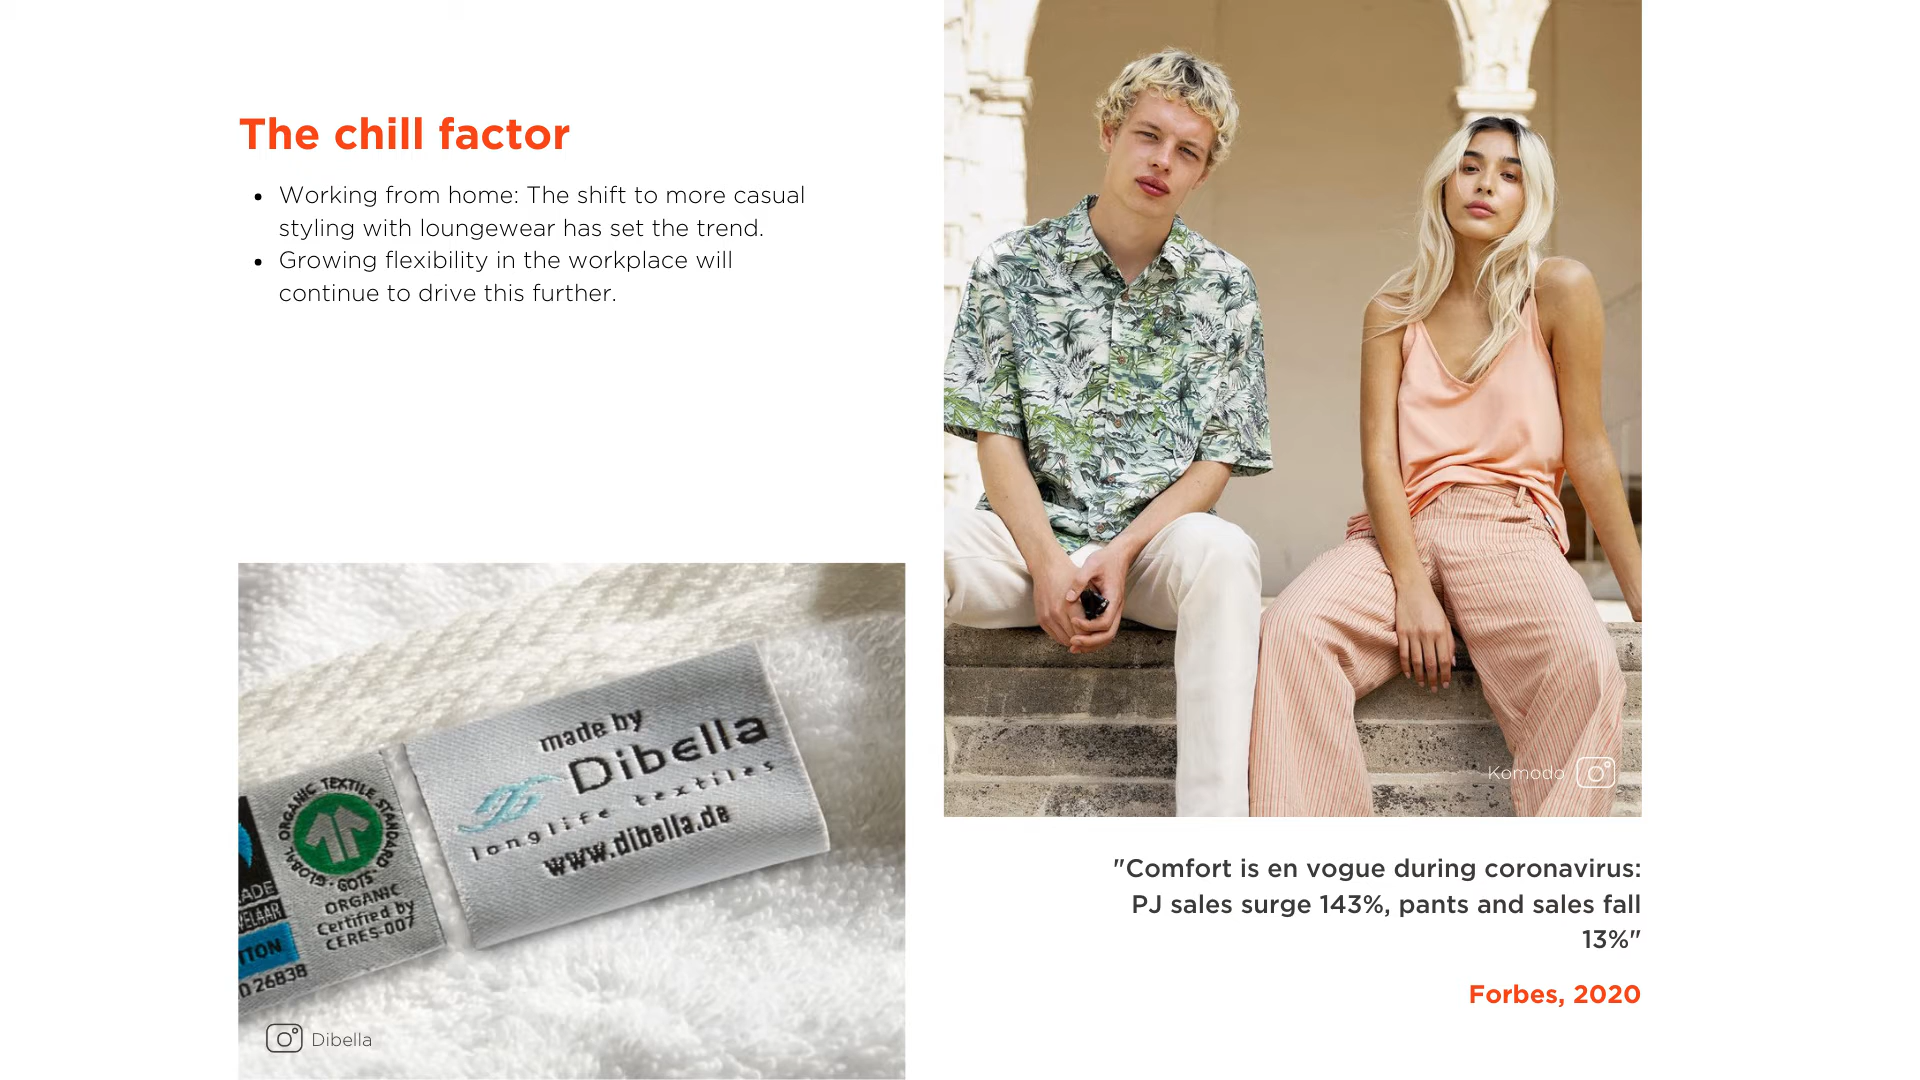 The chill factor
• Working from home: The shift to more casual
styling with loungewear has set the trend.
• Growing flexibility in the workplace will
continue to drive this further.
made by
Dibella
longlife textiles
www.dibella.de
GLOBAL ORGANIC TEXTILE STANDARD · GOTS ·
ORGANIC
Certified by
CERES-007
26838
Dibella
Komodo
"Comfort is en vogue during coronavirus:
PJ sales surge 143%, pants and sales fall
13%"
Forbes, 2020